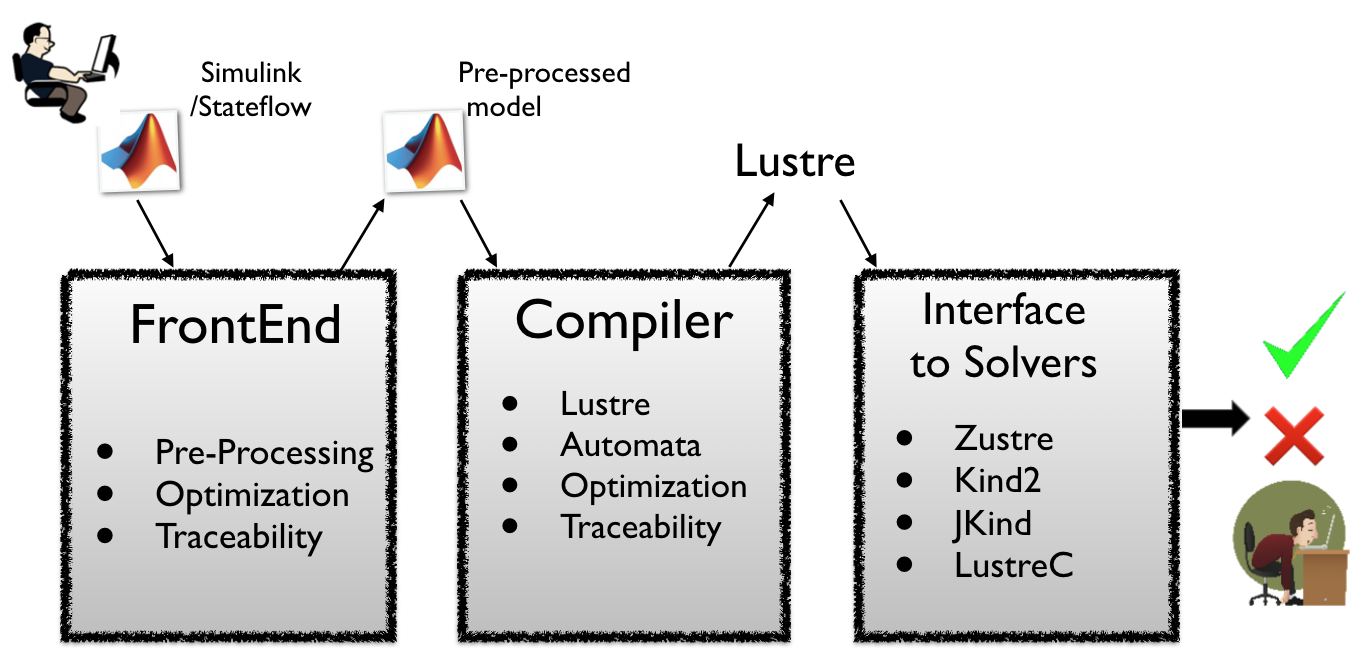 Simulink
/Stateflow
Pre-processed
model
Lustre
FrontEnd
• Pre-Processing
• Optimization
• Traceability
Compiler
• Lustre
• Automata
• Optimization
• Traceability
Interface
to Solvers
• Zustre
• Kind2
• JKind
• LustreC